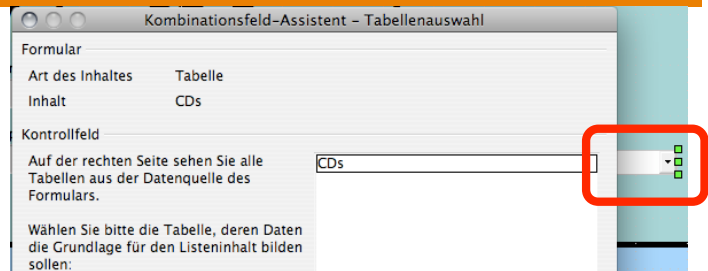 Kombinationsfeld-Assistent – Tabellenauswahl
Formular
Art des Inhaltes Tabelle
Inhalt CDs
Kontrollfeld
Auf der rechten Seite sehen Sie alle
Tabellen aus der Datenquelle des
Formulars.
CDs
Wählen Sie bitte die Tabelle, deren Daten
die Grundlage für den Listeninhalt bilden
sollen: